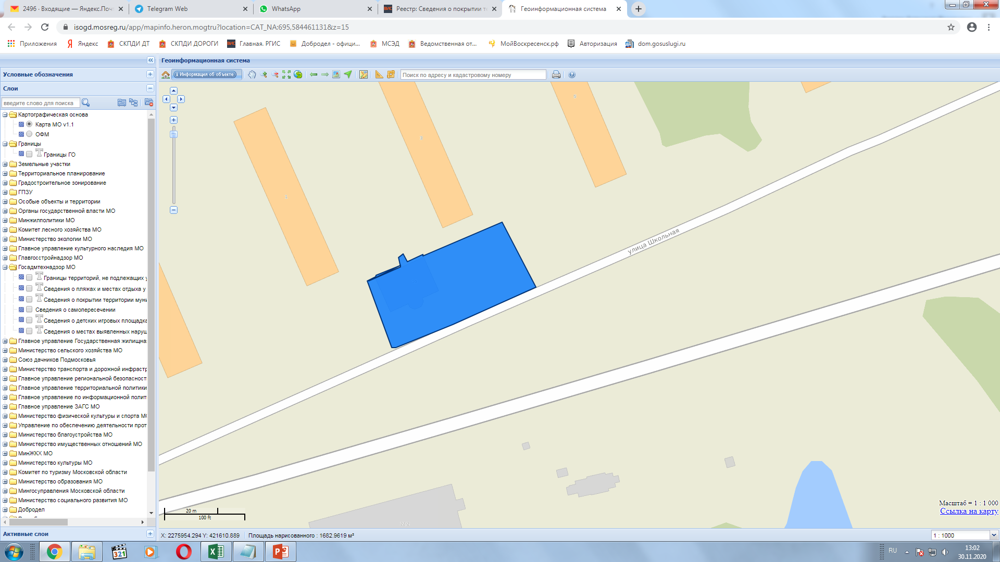 2496 · Входящие — Яндекс.Поч
Telegram Web
WhatsApp
Реестр: Сведения о покрытии т
Геоинформационная система
isogd.mosreg.ru/app/mapinfo.heron.mogtru?location=CAT_NA:695,584461131&z=15
Приложения
Яндекс
СКПДИ ДТ
СКПДИ ДОРОГИ
Главная. РГИС
Добродел - офици...
МСЭД
Ведомственная от...
МойВоскресенск.рф
Авторизация
dom.gosuslugi.ru
Геоинформационная система
Условные обозначения
Информация об объекте
Поиск по адресу и кадастровому номеру
Слои
введите слово для поиска
Картографическая основа
Карта МО v1.1
ОФМ
Границы
Границы ГО
Земельные участки
Территориальное планирование
Градостроительное зонирование
ГПЗУ
Особые объекты и территории
Органы государственной власти МО
Минжилполитики МО
Комитет лесного хозяйства МО
Министерство экологии МО
Главное управление культурного наследия МО
Главгосстройнадзор МО
Госадмтехнадзор МО
Границы территорий, не подлежащих у
Сведения о пляжах и местах отдыха у
Сведения о покрытии территории муни
Сведения о самопересечении
Сведения о детских игровых площадка
Сведения о местах выявленных наруш
Главное управление Государственная жилищна
Министерство сельского хозяйства МО
Союз дачников Подмосковья
Министерство транспорта и дорожной инфрастр
Главное управление региональной безопасност
Главное управление территориальной политики
Главное управление по информационной полит
Главное управление ЗАГС МО
Министерство физической культуры и спорта МО
Управление по обеспечению деятельности прот
Министерство благоустройства МО
Министерство имущественных отношений МО
МинЖКХ МО
Министерство культуры МО
Комитет по туризму Московской области
Министерство образования МО
Мингосуправления Московской области
Министерство социального развития МО
Добродел
Активные слои
1
улица Школьная
20 m
100 ft
Масштаб = 1 : 1 000
Ссылка на карту
X: 2275954.294 Y: 421610.889
Площадь нарисованного : 1682.9619 м²
1 : 1000
321
RU
13:02
30.11.2020